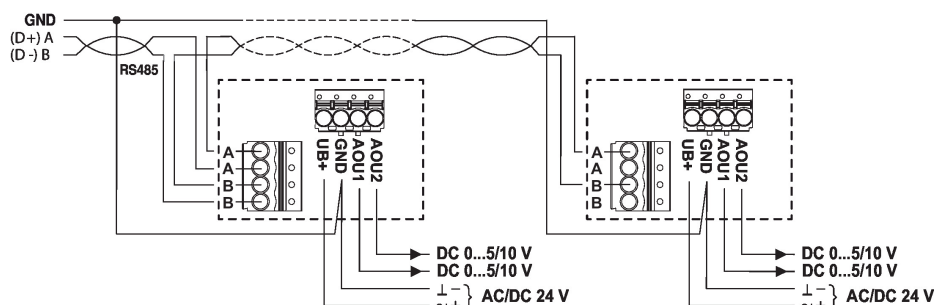 GND
(D+) A
(D-) B
RS485
UB+ GND AOU1 AOU2
A
A
B
B
DC 0...5/10 V
DC 0...5/10 V
⊥ - } AC/DC 24 V
UB+ GND AOU1 AOU2
A
A
B
B
DC 0...5/10 V
DC 0...5/10 V
⊥ - } AC/DC 24 V